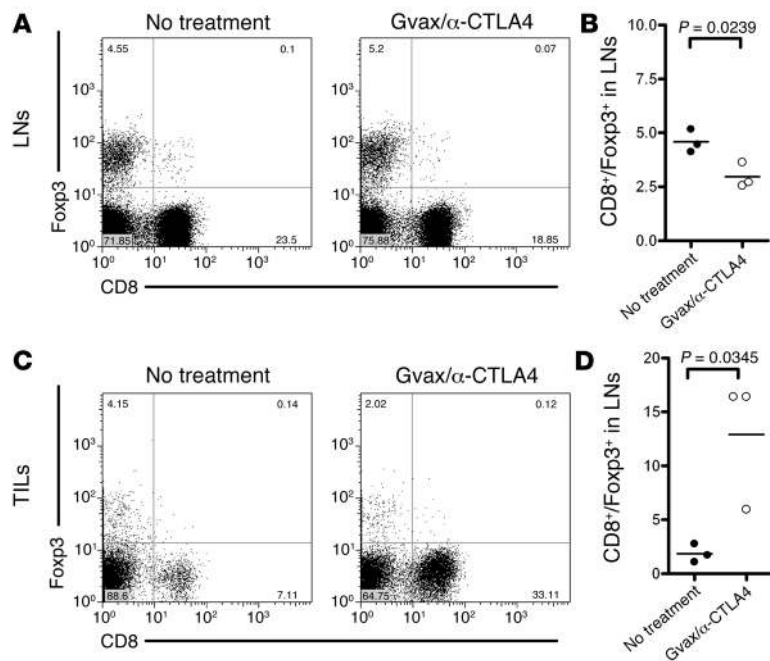 A
No treatment
Gvax/α-CTLA4
LNs
Foxp3
4.55
0.1
5.2
0.07
10³
10²
10¹
10⁰
71.85
23.5
10³
10²
10¹
10⁰
75.88
18.85
10⁰ 10¹ 10² 10³
10⁰ 10¹ 10² 10³
CD8
B
P = 0.0239
CD8⁺/Foxp3⁺ in LNs
10.0
7.5
5.0
2.5
0.0
No treatment
Gvax/α-CTLA4
C
No treatment
Gvax/α-CTLA4
TILs
Foxp3
4.15
0.14
2.02
0.12
10³
10²
10¹
10⁰
88.6
7.11
10³
10²
10¹
10⁰
64.75
33.11
10⁰ 10¹ 10² 10³
10⁰ 10¹ 10² 10³
CD8
D
P = 0.0345
CD8⁺/Foxp3⁺ in LNs
20
15
10
5
0
No treatment
Gvax/α-CTLA4